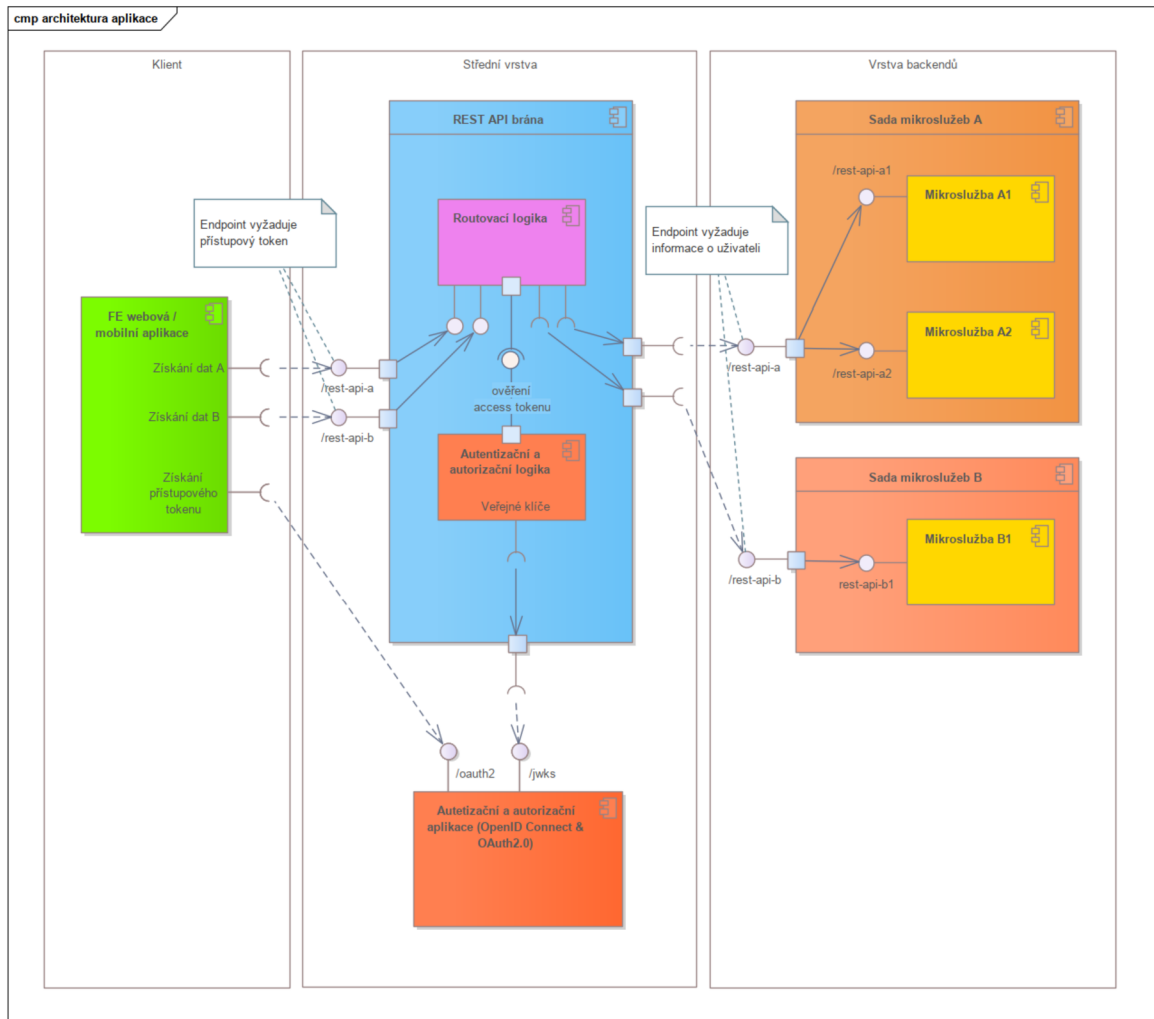 cmp architektura aplikace
Klient
Střední vrstva
Vrstva backendů
REST API brána
Sada mikroslužeb A
/rest-api-a1
Mikroslužba A1
Routovací logika
Endpoint vyžaduje
přístupový token
Endpoint vyžaduje
informace o uživateli
FE webová /
mobilní aplikace
Mikroslužba A2
Získání dat A
/rest-api-a
/rest-api-a
/rest-api-a2
ověření
access tokenu
Získání dat B
/rest-api-b
Autentizační a
autorizační logika
Získání
přístupového
tokenu
Veřejné klíče
Sada mikroslužeb B
Mikroslužba B1
/rest-api-b
rest-api-b1
/oauth2
/jwks
Autetizační a autorizační
aplikace (OpenID Connect &
OAuth2.0)